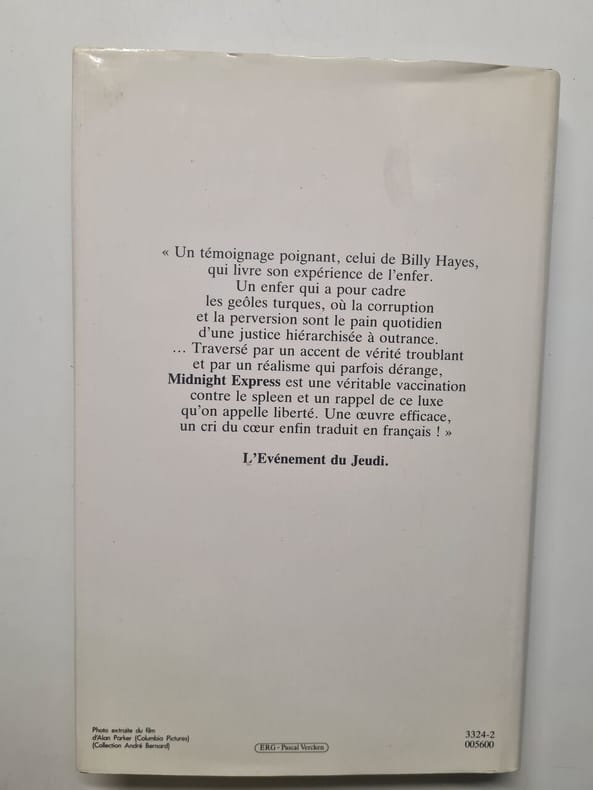 « Un témoignage poignant, celui de Billy Hayes,
qui livre son expérience de l'enfer.
Un enfer qui a pour cadre
les geôles turques, où la corruption
et la perversion sont le pain quotidien
d'une justice hiérarchisée à outrance.
... Traversé par un accent de vérité troublant
et par un réalisme qui parfois dérange,
Midnight Express est une véritable vaccination
contre le spleen et un rappel de ce luxe
qu'on appelle liberté. Une œuvre efficace,
un cri du cœur enfin traduit en français ! »
L'Evénement du Jeudi.
Photo extraite du film
d'Alan Parker (Columbia Pictures)
(Collection André Bernard)
ERG - Pascal Vercken
3324-2
005600